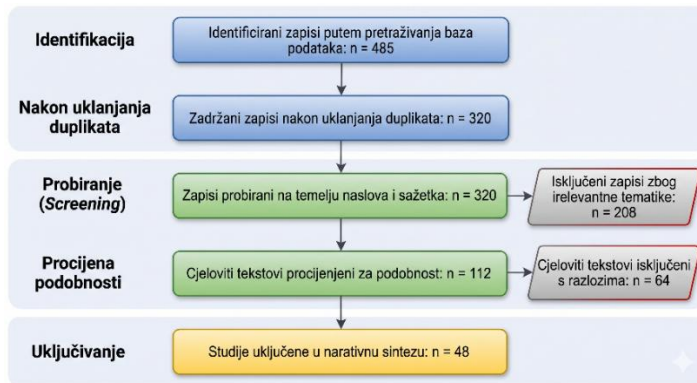 Identifikacija
Identificirani zapisi putem pretraživanja baza
podataka: n = 485
Nakon uklanjanja
duplikata
Zadržani zapisi nakon uklanjanja duplikata: n = 320
Probiranje
(Screening)
Zapisi probirani na temelju naslova i sažetka: n = 320
Isključeni zapisi zbog
irelevantne tematike:
n = 208
Procijena
podobnosti
Cjeloviti tekstovi procijenjeni za podobnost: n = 112
Cjeloviti tekstovi isključeni
s razlozima: n = 64
Uključivanje
Studije uključene u narativnu sintezu: n = 48